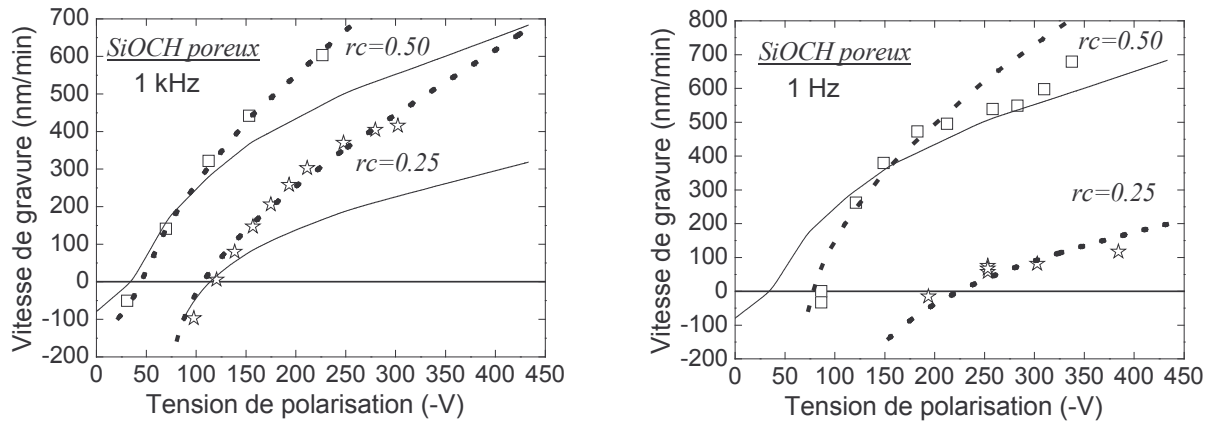 SiOCH poreux
1 kHz
rc=0.50
rc=0.25
Vitesse de gravure (nm/min)
700
600
500
400
300
200
100
0
-100
-200
0 50 100 150 200 250 300 350 400 450
Tension de polarisation (-V)
SiOCH poreux
1 Hz
rc=0.50
rc=0.25
Vitesse de gravure (nm/min)
800
700
600
500
400
300
200
100
0
-100
-200
0 50 100 150 200 250 300 350 400 450
Tension de polarisation (-V)